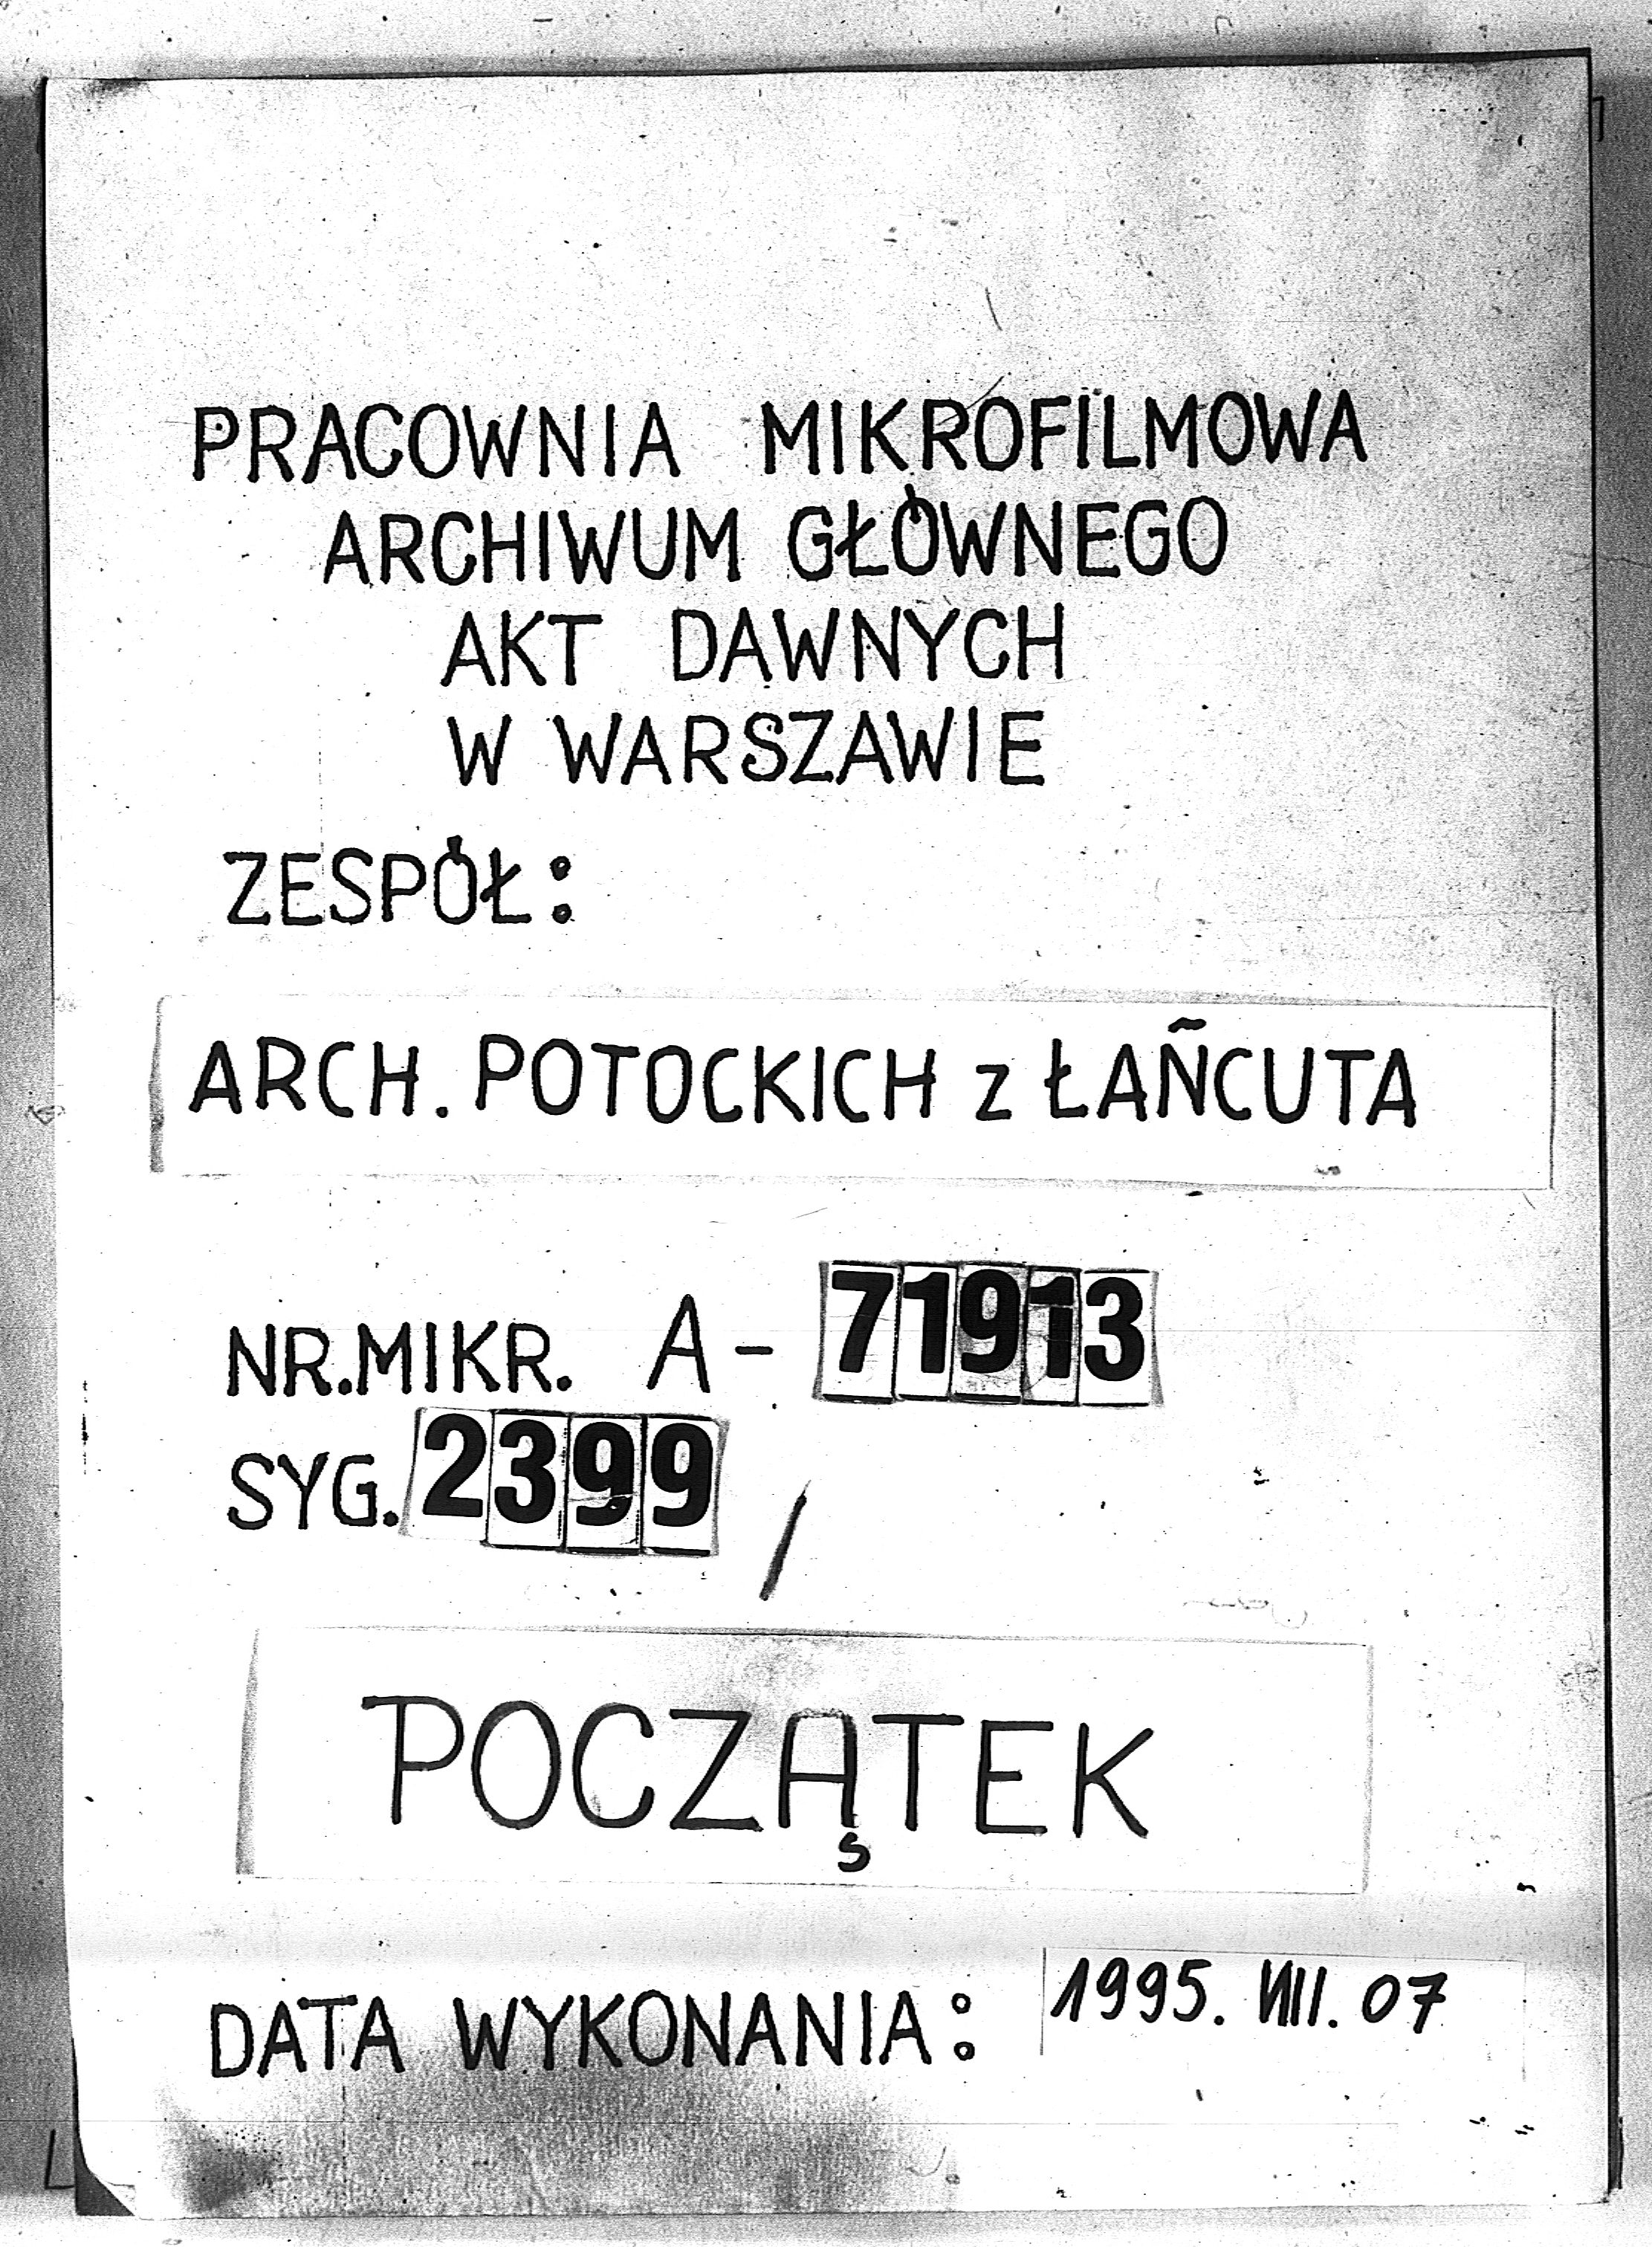 PRACOWNIA MIKROFILMOWA
ARCHIWUM GŁÓWNEGO
AKT DAWNYCH
W WARSZAWIE
ZESPÓŁ:
ARCH. POTOCKICH z ŁAŃCUTA
NR.MIKR. A-71913
SYG. 2399 /
POCZĄTEK
DATA WYKONANIA: 1995. VIII. 07